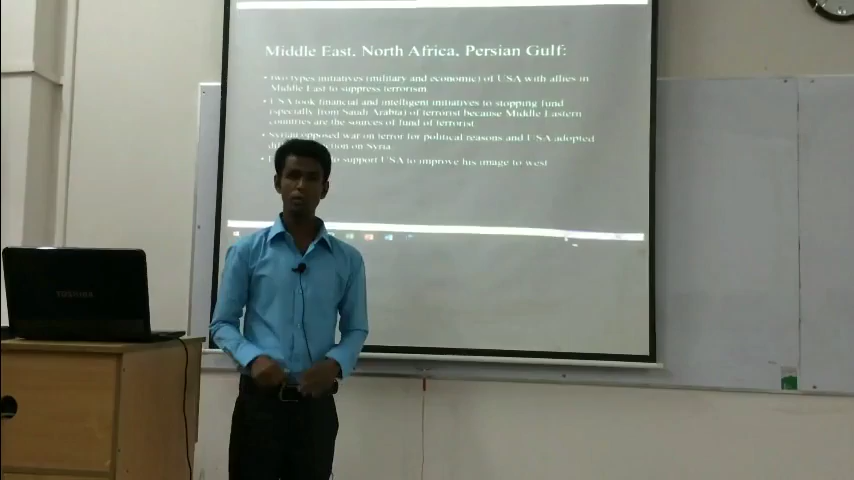 Middle East, North Africa, Persian Gulf:
• two types initiatives (military and economic) of USA with allies in
Middle East to suppress terrorism
• USA took financial and intelligent initiatives to stopping fund
(specially from Saudi Arabia) of terrorist because Middle Eastern
countries are the sources of fund of terrorist
• Syrian opposed war on terror for political reasons and USA adopted
on Syria.
to support USA to improve his image to west
TOSHIBA